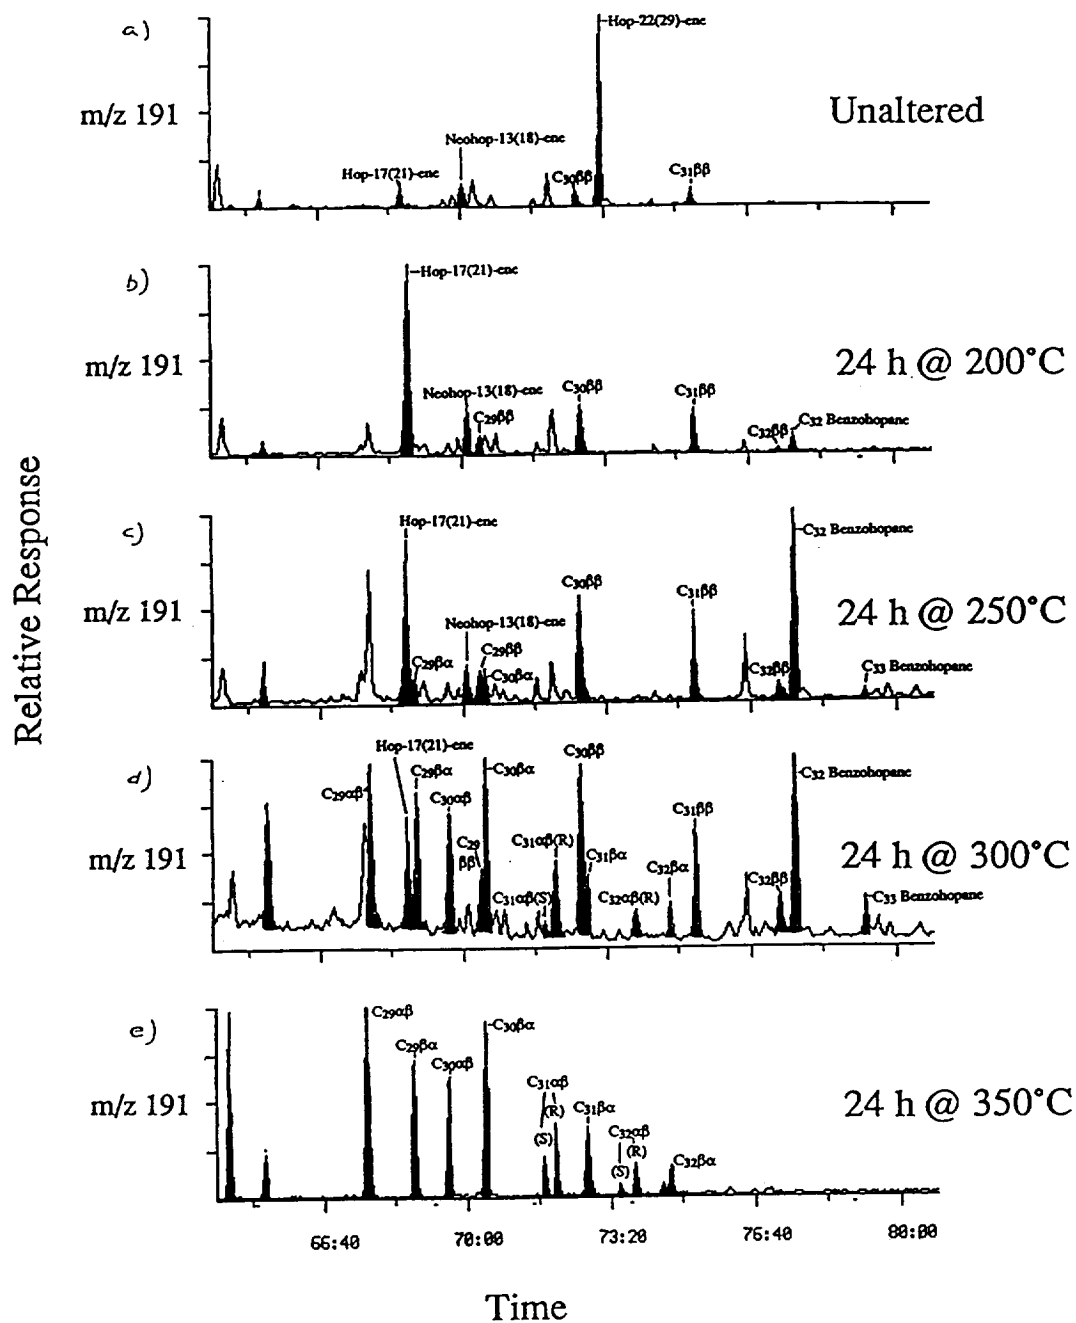 a)
Hop-22(29)-ene
m/z 191
Unaltered
Neohop-13(18)-ene
Hop-17(21)-ene
C30ββ
C31ββ
b)
Hop-17(21)-ene
m/z 191
24 h @ 200°C
Neohop-13(18)-ene
C29ββ
C30ββ
C31ββ
C32ββ
C32 Benzohopane
Relative Response
c)
Hop-17(21)-ene
C32 Benzohopane
m/z 191
24 h @ 250°C
C30ββ
C31ββ
Neohop-13(18)-ene
C29βα
C29ββ
C30βα
C32ββ
C33 Benzohopane
d)
Hop-17(21)-ene
C30ββ
C29βα
C30βα
C32 Benzohopane
C29αβ
C30αβ
C31ββ
m/z 191
24 h @ 300°C
C29
ββ
C31αβ(R)
C31βα
C32βα
C32ββ
C31αβ(S)
C32αβ(R)
C33 Benzohopane
e)
C29αβ
C30βα
C29βα
C30αβ
m/z 191
24 h @ 350°C
C31αβ
(R)
(S)
C31βα
C32αβ
(R)
(S)
C32βα
66:40 70:00 73:20 76:40 80:00
Time